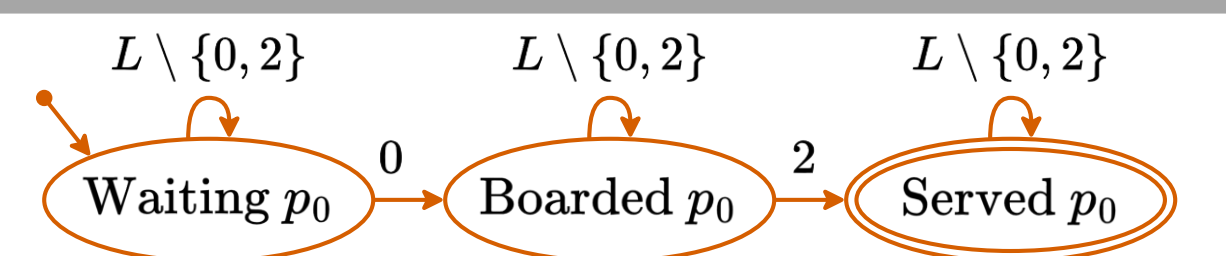 L \ {0, 2} L \ {0, 2} L \ {0, 2}
0 2
Waiting p₀ Boarded p₀ Served p₀